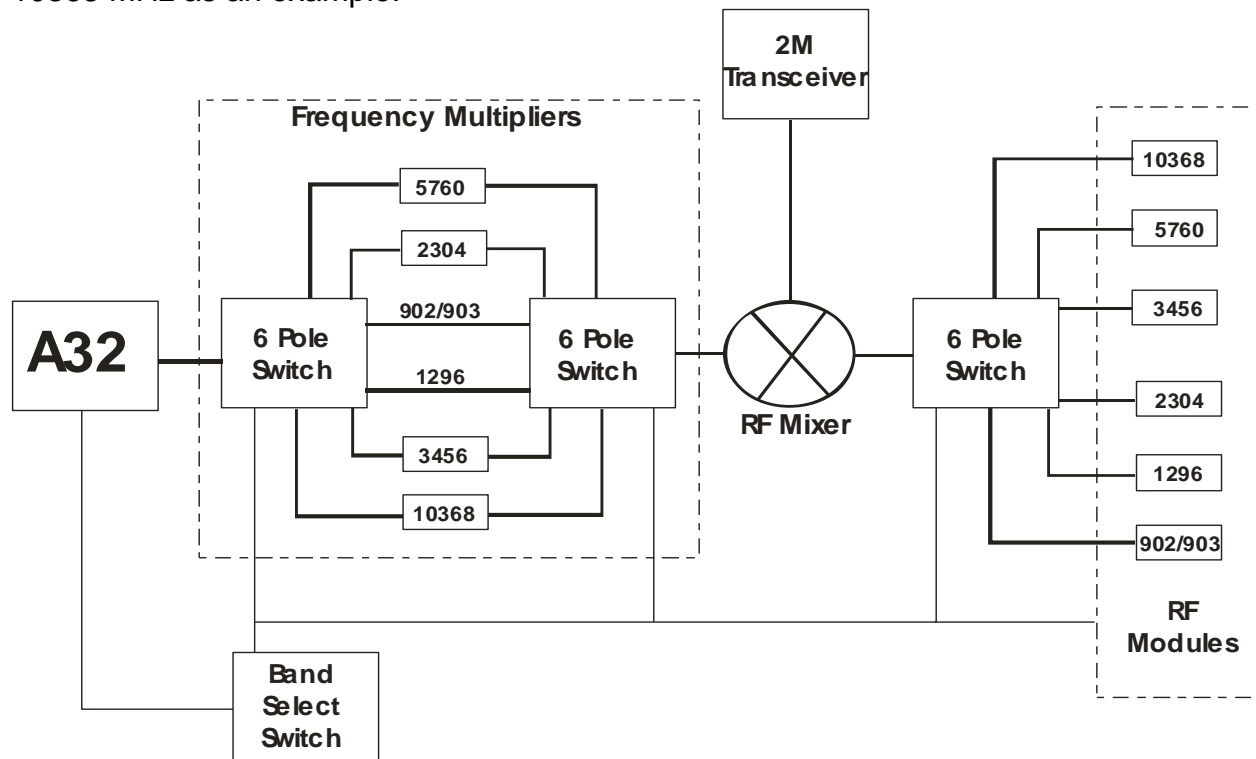 10368 MHz as an example.
2M
Transceiver
Frequency Multipliers
10368
5760
5760
2304
902/903
3456
A32
6 Pole
Switch
6 Pole
Switch
6 Pole
Switch
1296
2304
RF Mixer
3456
1296
10368
902/903
RF
Modules
Band
Select
Switch